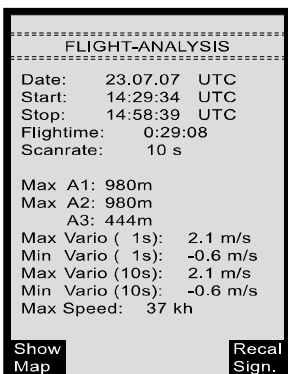 FLIGHT-ANALYSIS
Date: 23.07.07 UTC
Start: 14:29:34 UTC
Stop: 14:58:39 UTC
Flightime: 0:29:08
Scanrate: 10 s
Max A1: 980m
Max A2: 980m
A3: 444m
Max Vario ( 1s): 2.1 m/s
Min Vario ( 1s): -0.6 m/s
Max Vario (10s): 2.1 m/s
Min Vario (10s): -0.6 m/s
Max Speed: 37 kh
Show Recal
Map Sign.